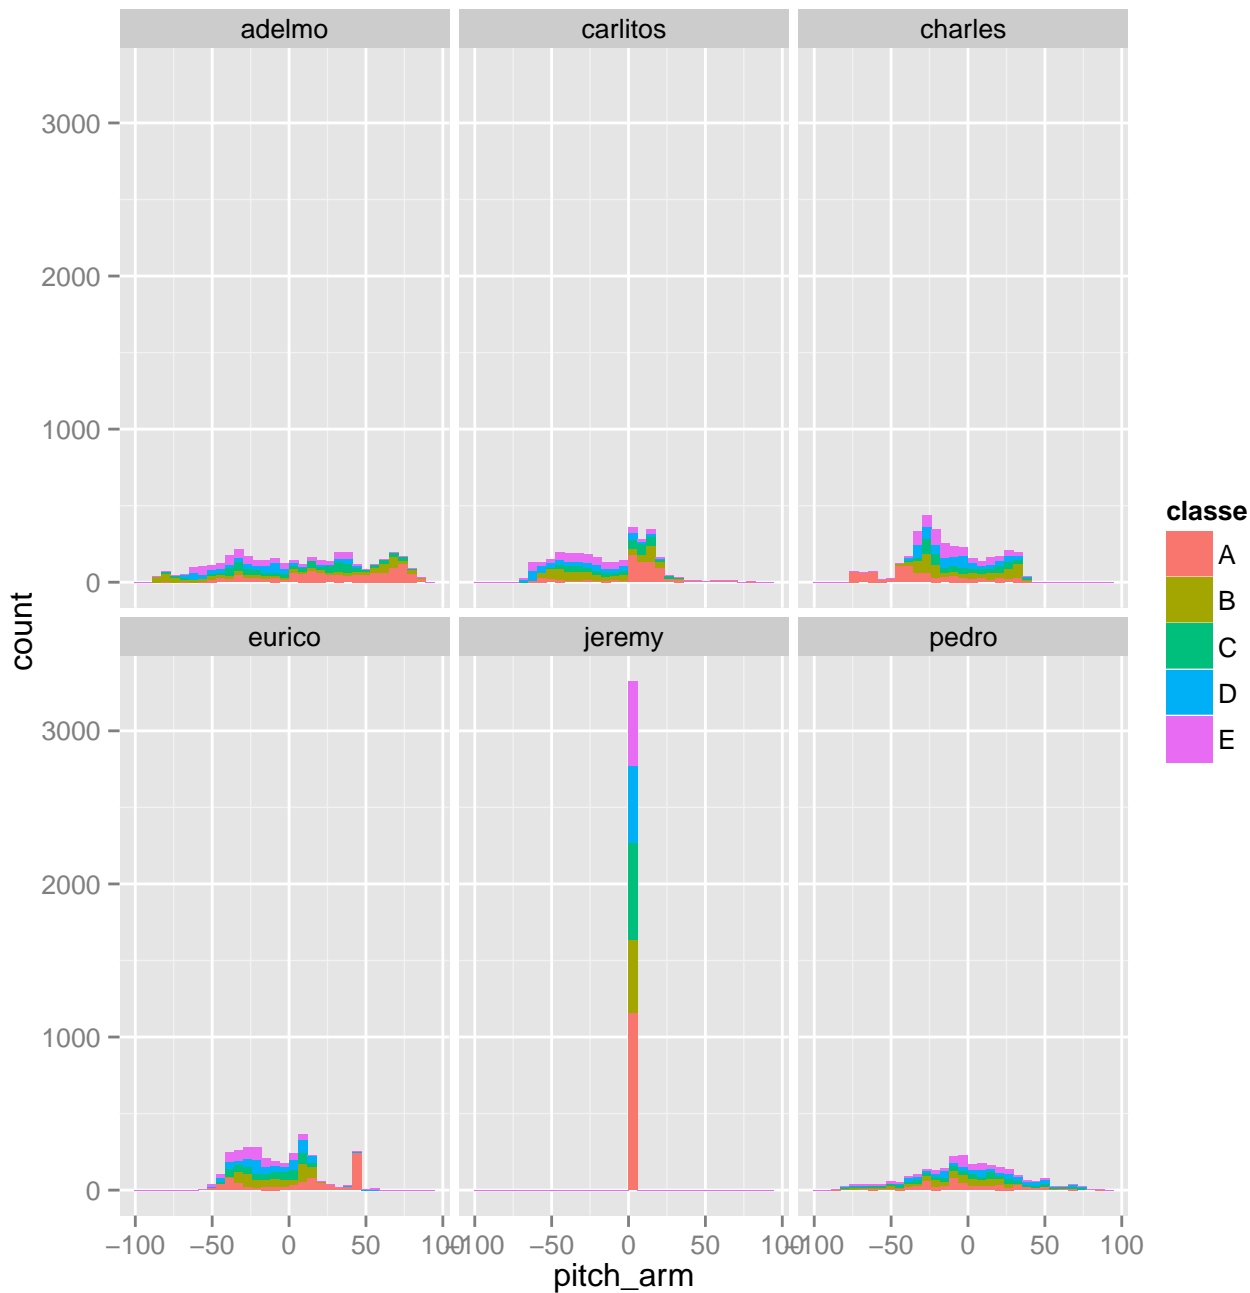 adelmo carlitos charles
3000
2000
1000
0
eurico jeremy pedro
3000
2000
1000
0
−100 −50 0 50 100 −100 −50 0 50 100 −100 −50 0 50 100
pitch_arm
count
classe
A
B
C
D
E